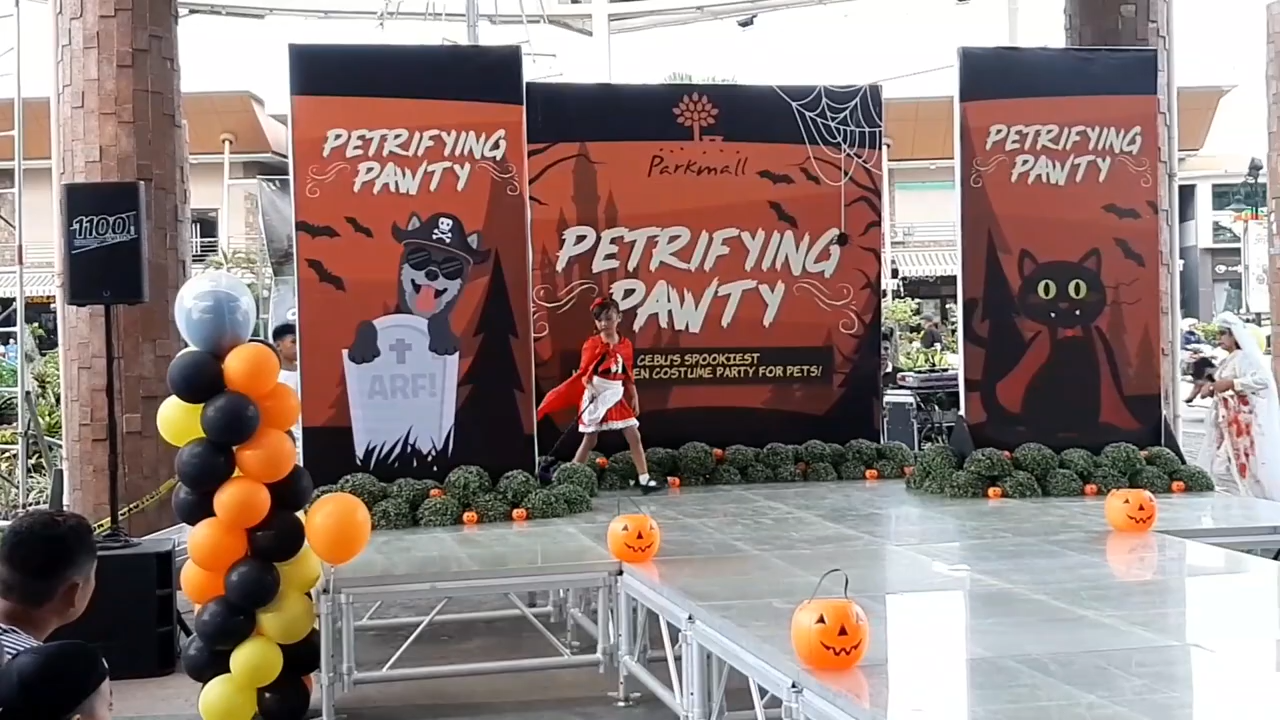 1100!
PETRIFYING
PAWTY
ARF!
Parkmall
PETRIFYING
PAWTY
CEBU'S SPOOKIEST
EN COSTUME PARTY FOR PETS!
PETRIFYING
PAWTY